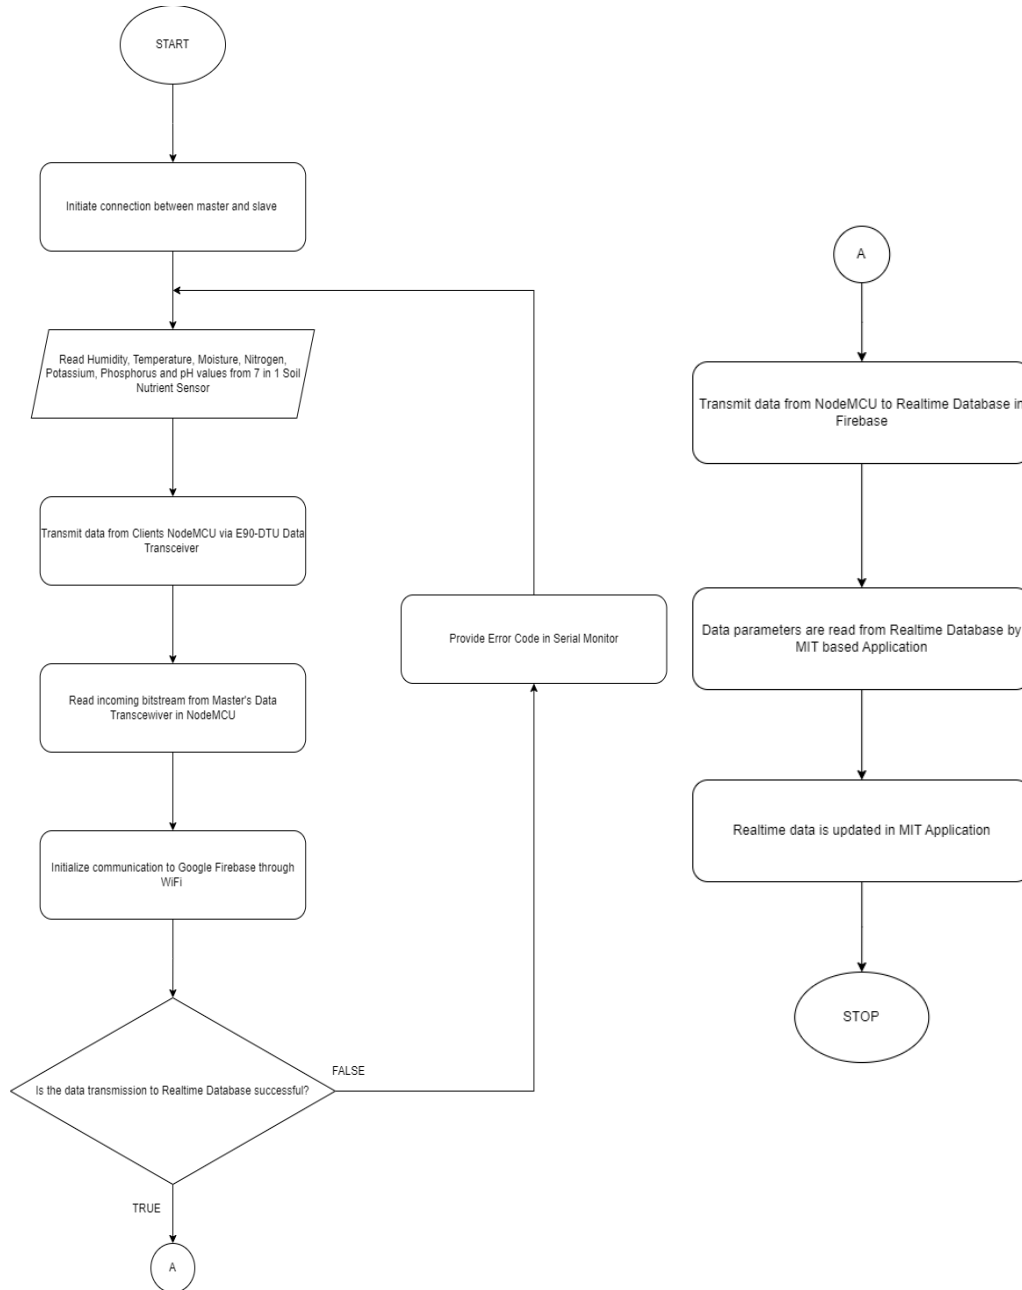 START
Initiate connection between master and slave
Read Humidity, Temperature, Moisture, Nitrogen,
Potassium, Phosphorus and pH values from 7 in 1 Soil
Nutrient Sensor
Transmit data from Clients NodeMCU via E90-DTU Data
Transceiver
Read incoming bitstream from Master's Data
Transcewiver in NodeMCU
Initialize communication to Google Firebase through
WiFi
Is the data transmission to Realtime Database successful?
FALSE
TRUE
A
Provide Error Code in Serial Monitor
A
Transmit data from NodeMCU to Realtime Database in
Firebase
Data parameters are read from Realtime Database by
MIT based Application
Realtime data is updated in MIT Application
STOP